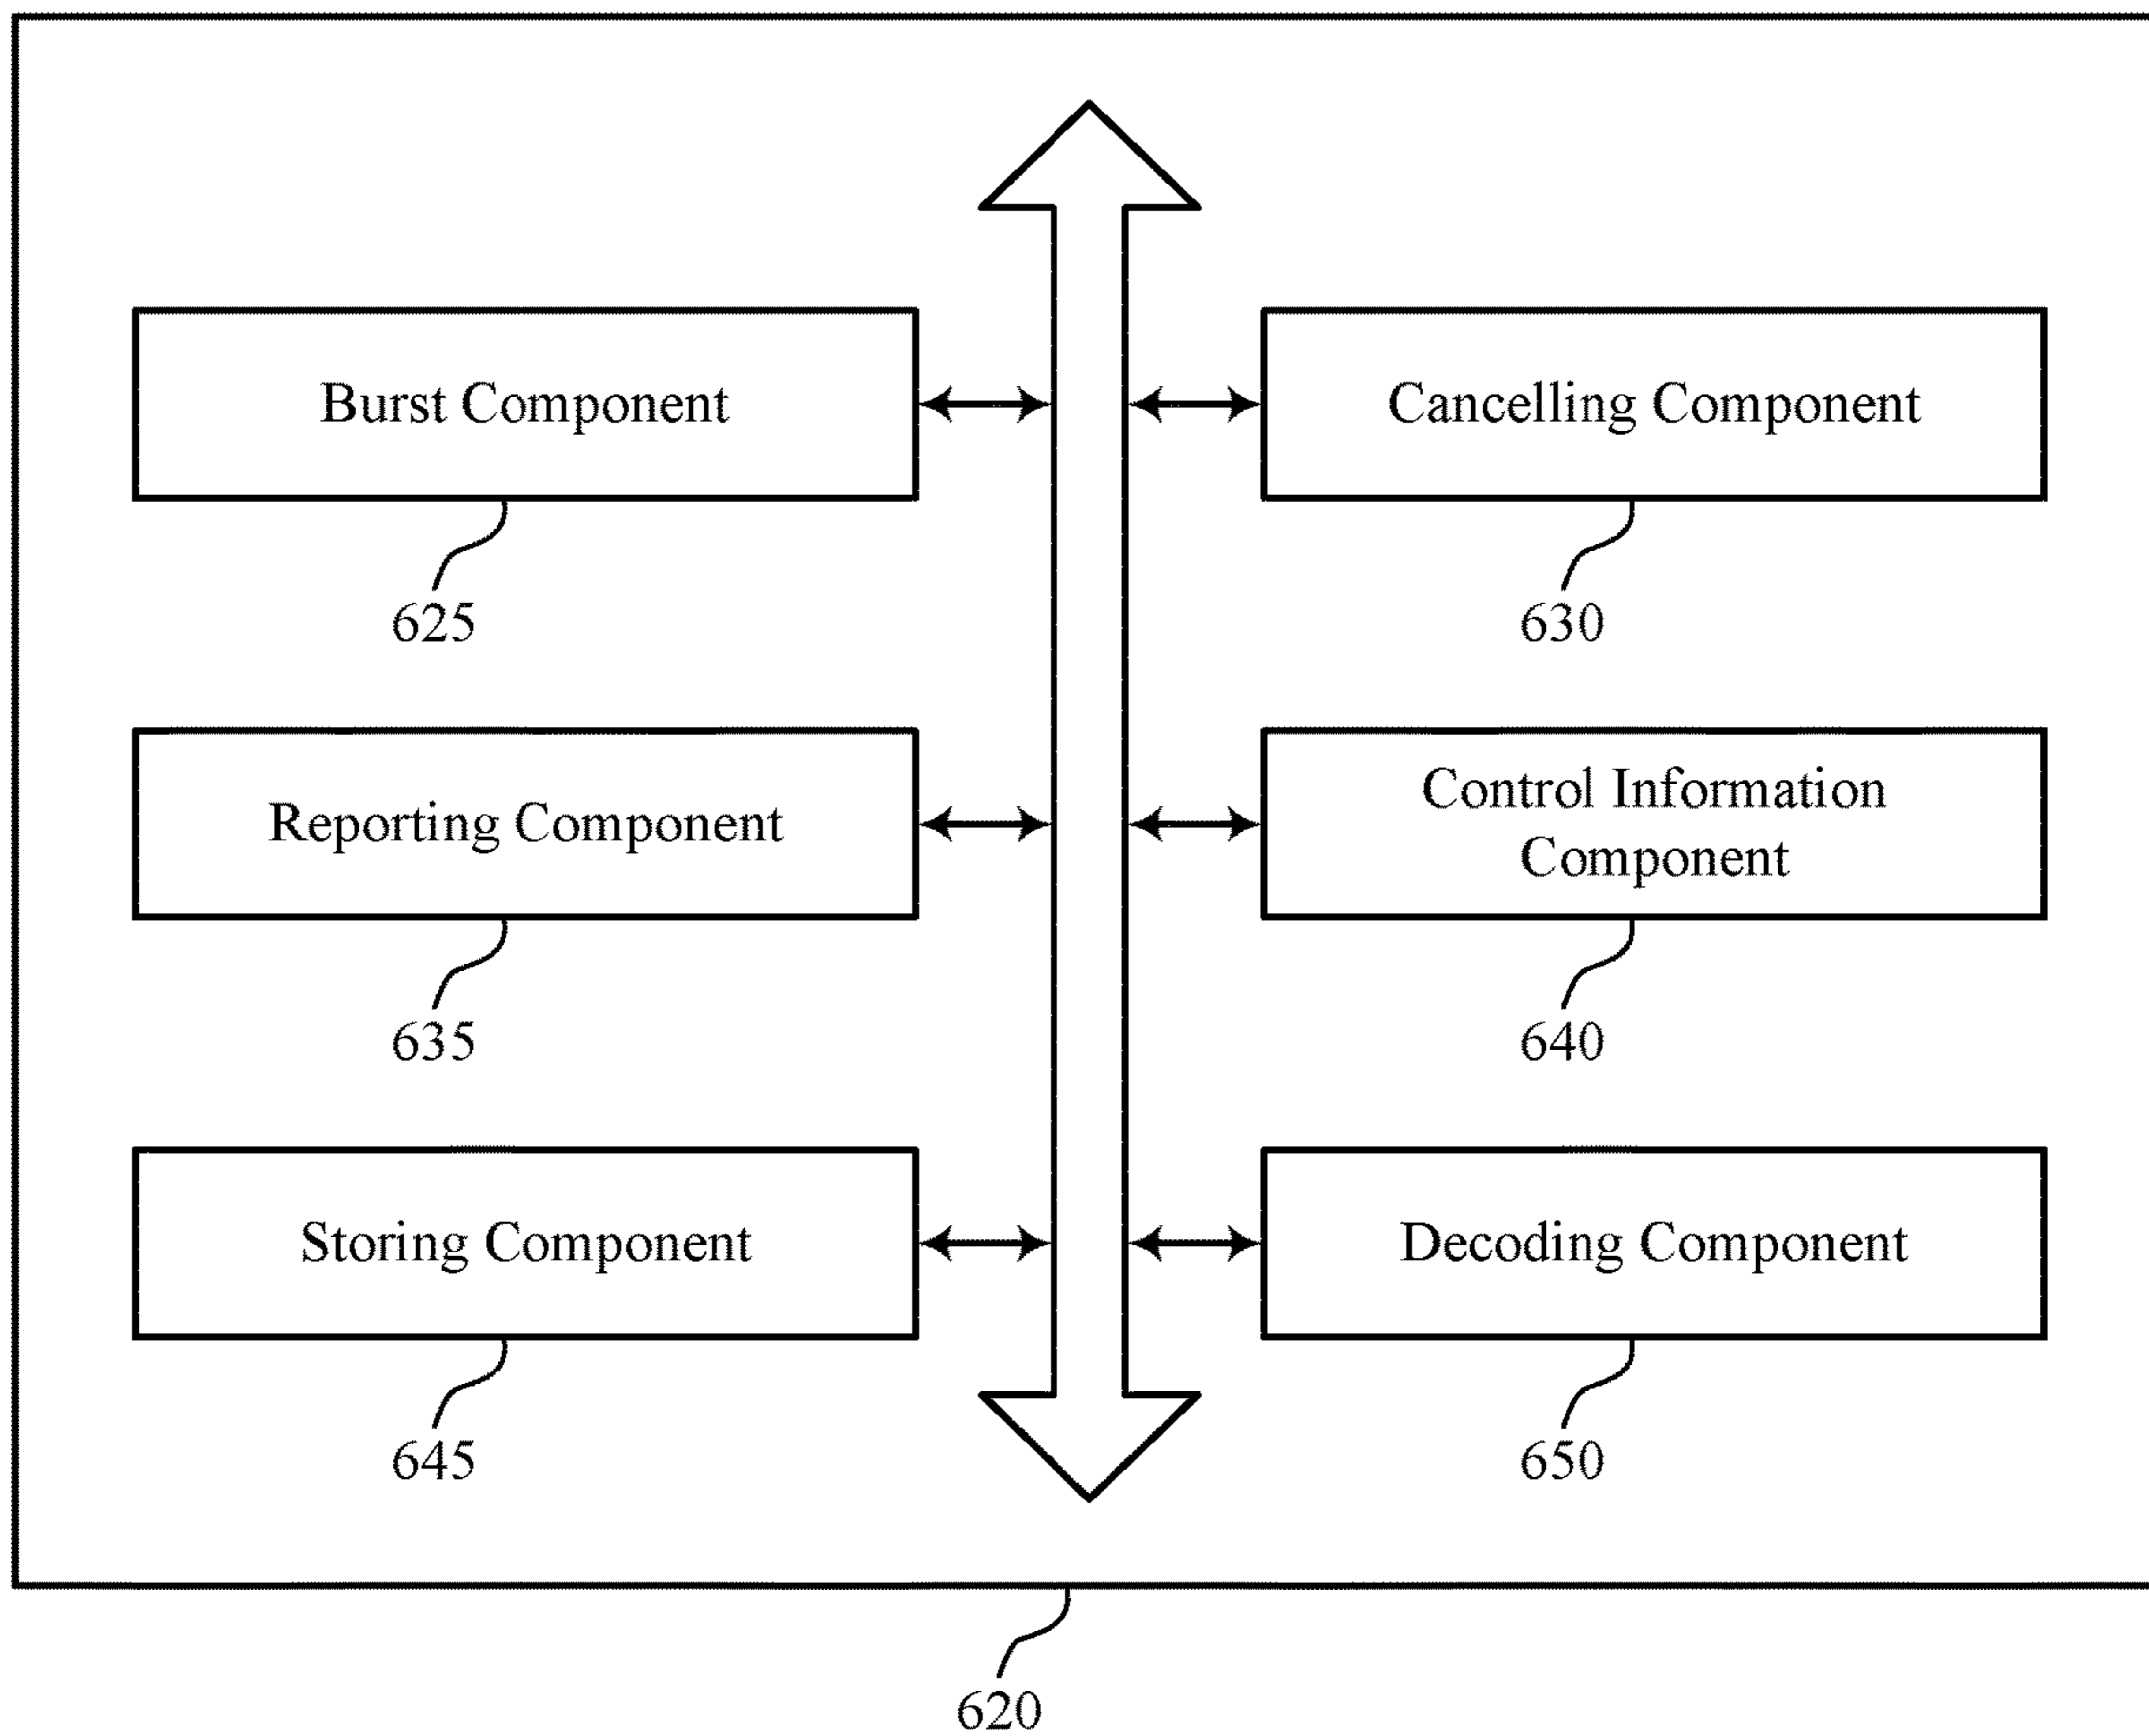 Burst Component
Cancelling Component
625
630
Reporting Component
Control Information
Component
635
640
Storing Component
Decoding Component
645
650
620